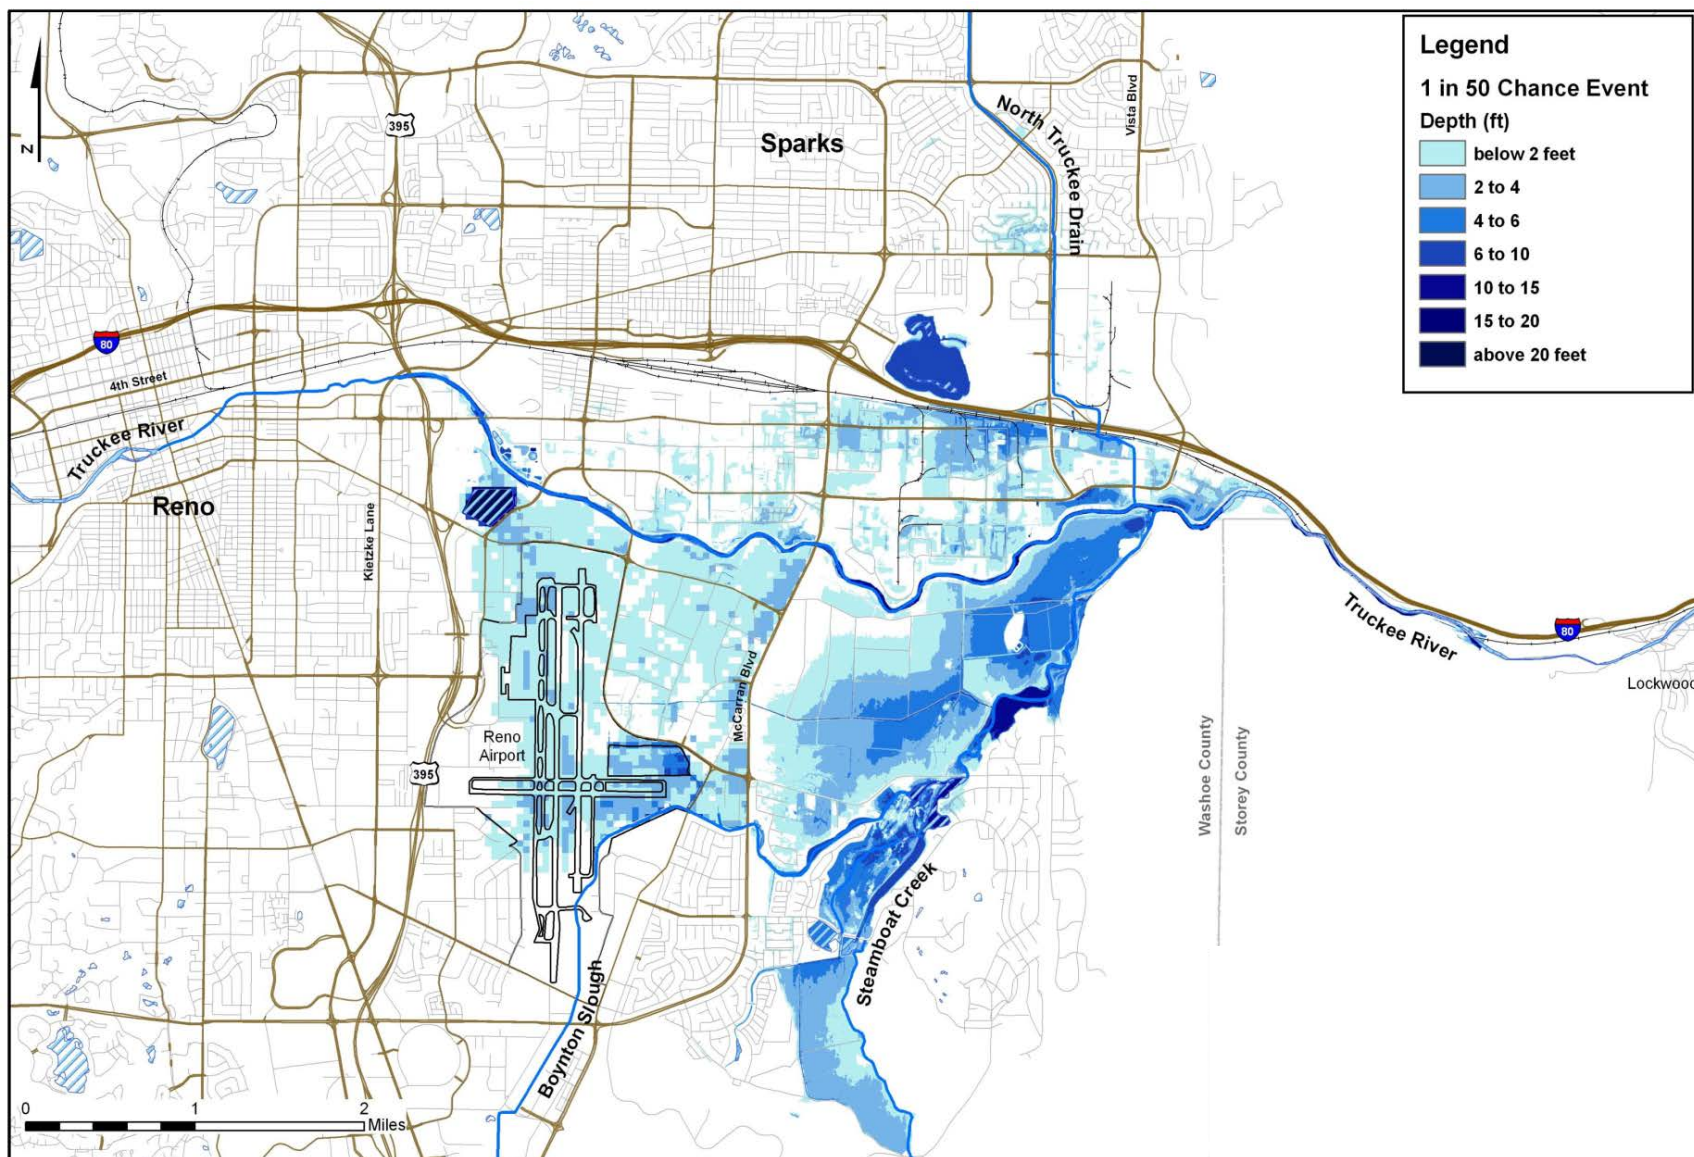 Legend
1 in 50 Chance Event
Depth (ft)
below 2 feet
2 to 4
4 to 6
6 to 10
10 to 15
15 to 20
above 20 feet
N
395
Sparks
North Truckee Drain
Vista Blvd
80
4th Street
Truckee River
Reno
Kietzke Lane
McCarran Blvd
Reno
Airport
395
Truckee River
80
Lockwood
Washoe County
Storey County
Steamboat Creek
Boynton Slough
0 1 2
Miles